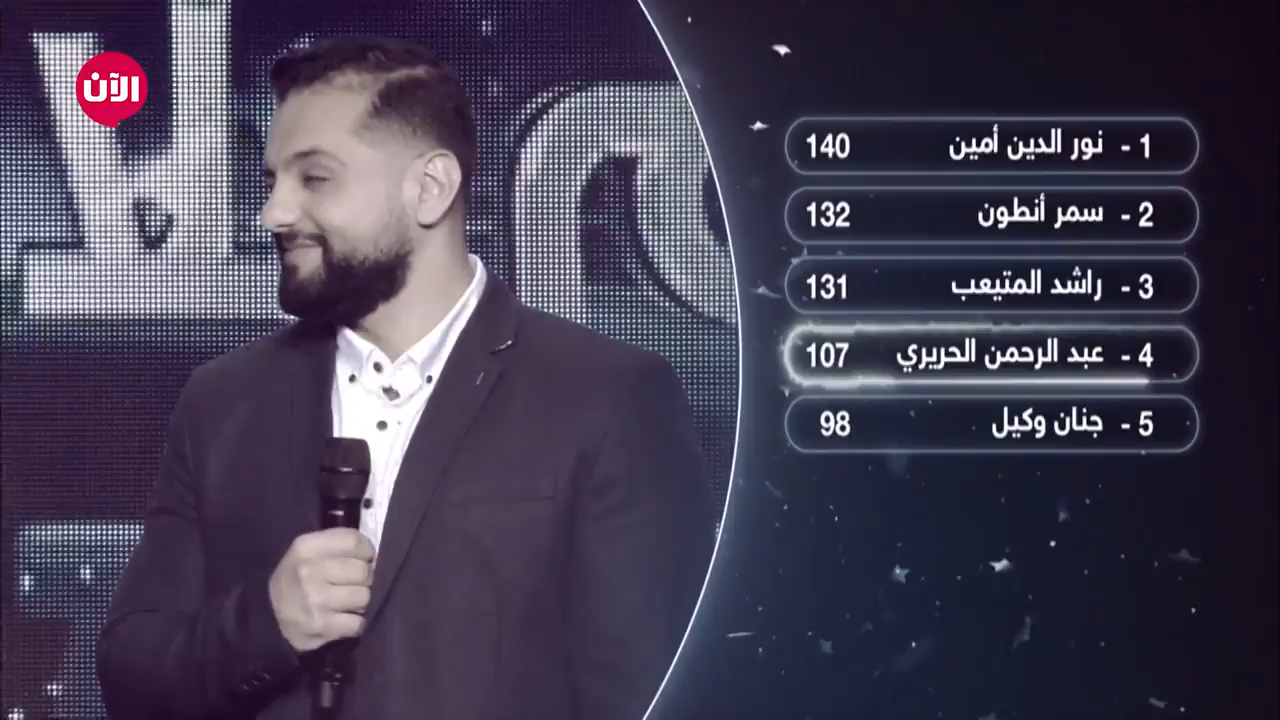 الآن
1 - نور الدين أمين 140
2 - سمر أنطون 132
3 - راشد المتيعب 131
4 - عبد الرحمن الحريري 107
5 - جنان وكيل 98